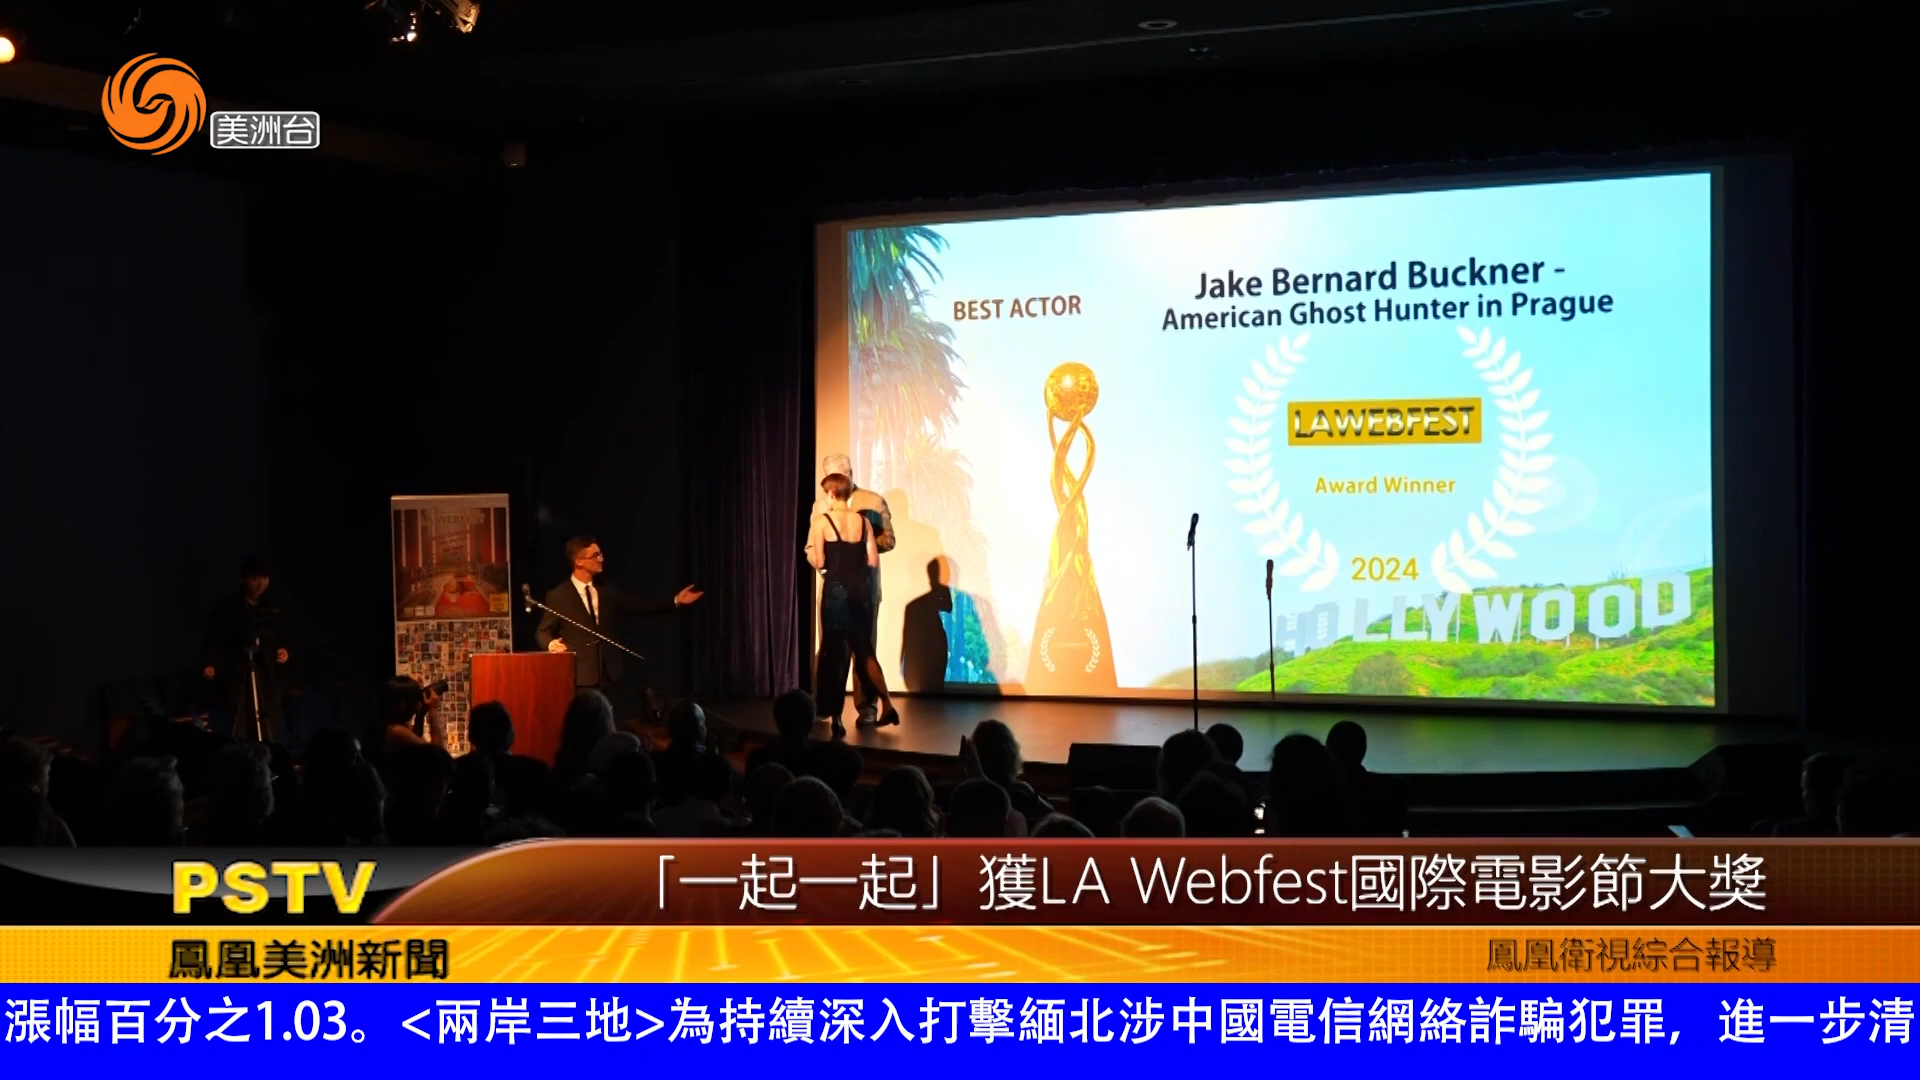 美洲台
BEST ACTOR
Jake Bernard Buckner -
American Ghost Hunter in Prague
LAWEBFEST
Award Winner
2024
HOLLYWOOD
LAWEBFEST
PSTV
「一起一起」獲LA Webfest國際電影節大獎
鳳凰美洲新聞
鳳凰衛視綜合報導
漲幅百分之1.03。<兩岸三地>為持續深入打擊緬北涉中國電信網絡詐騙犯罪，進一步清